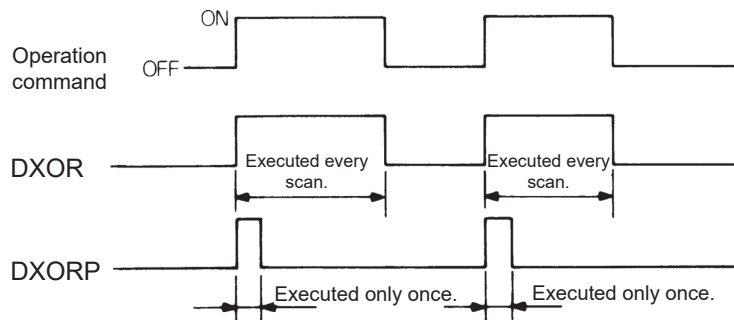 ON
Operation
command
OFF
DXOR
Executed every
scan.
Executed every
scan.
DXORP
Executed only once.
Executed only once.